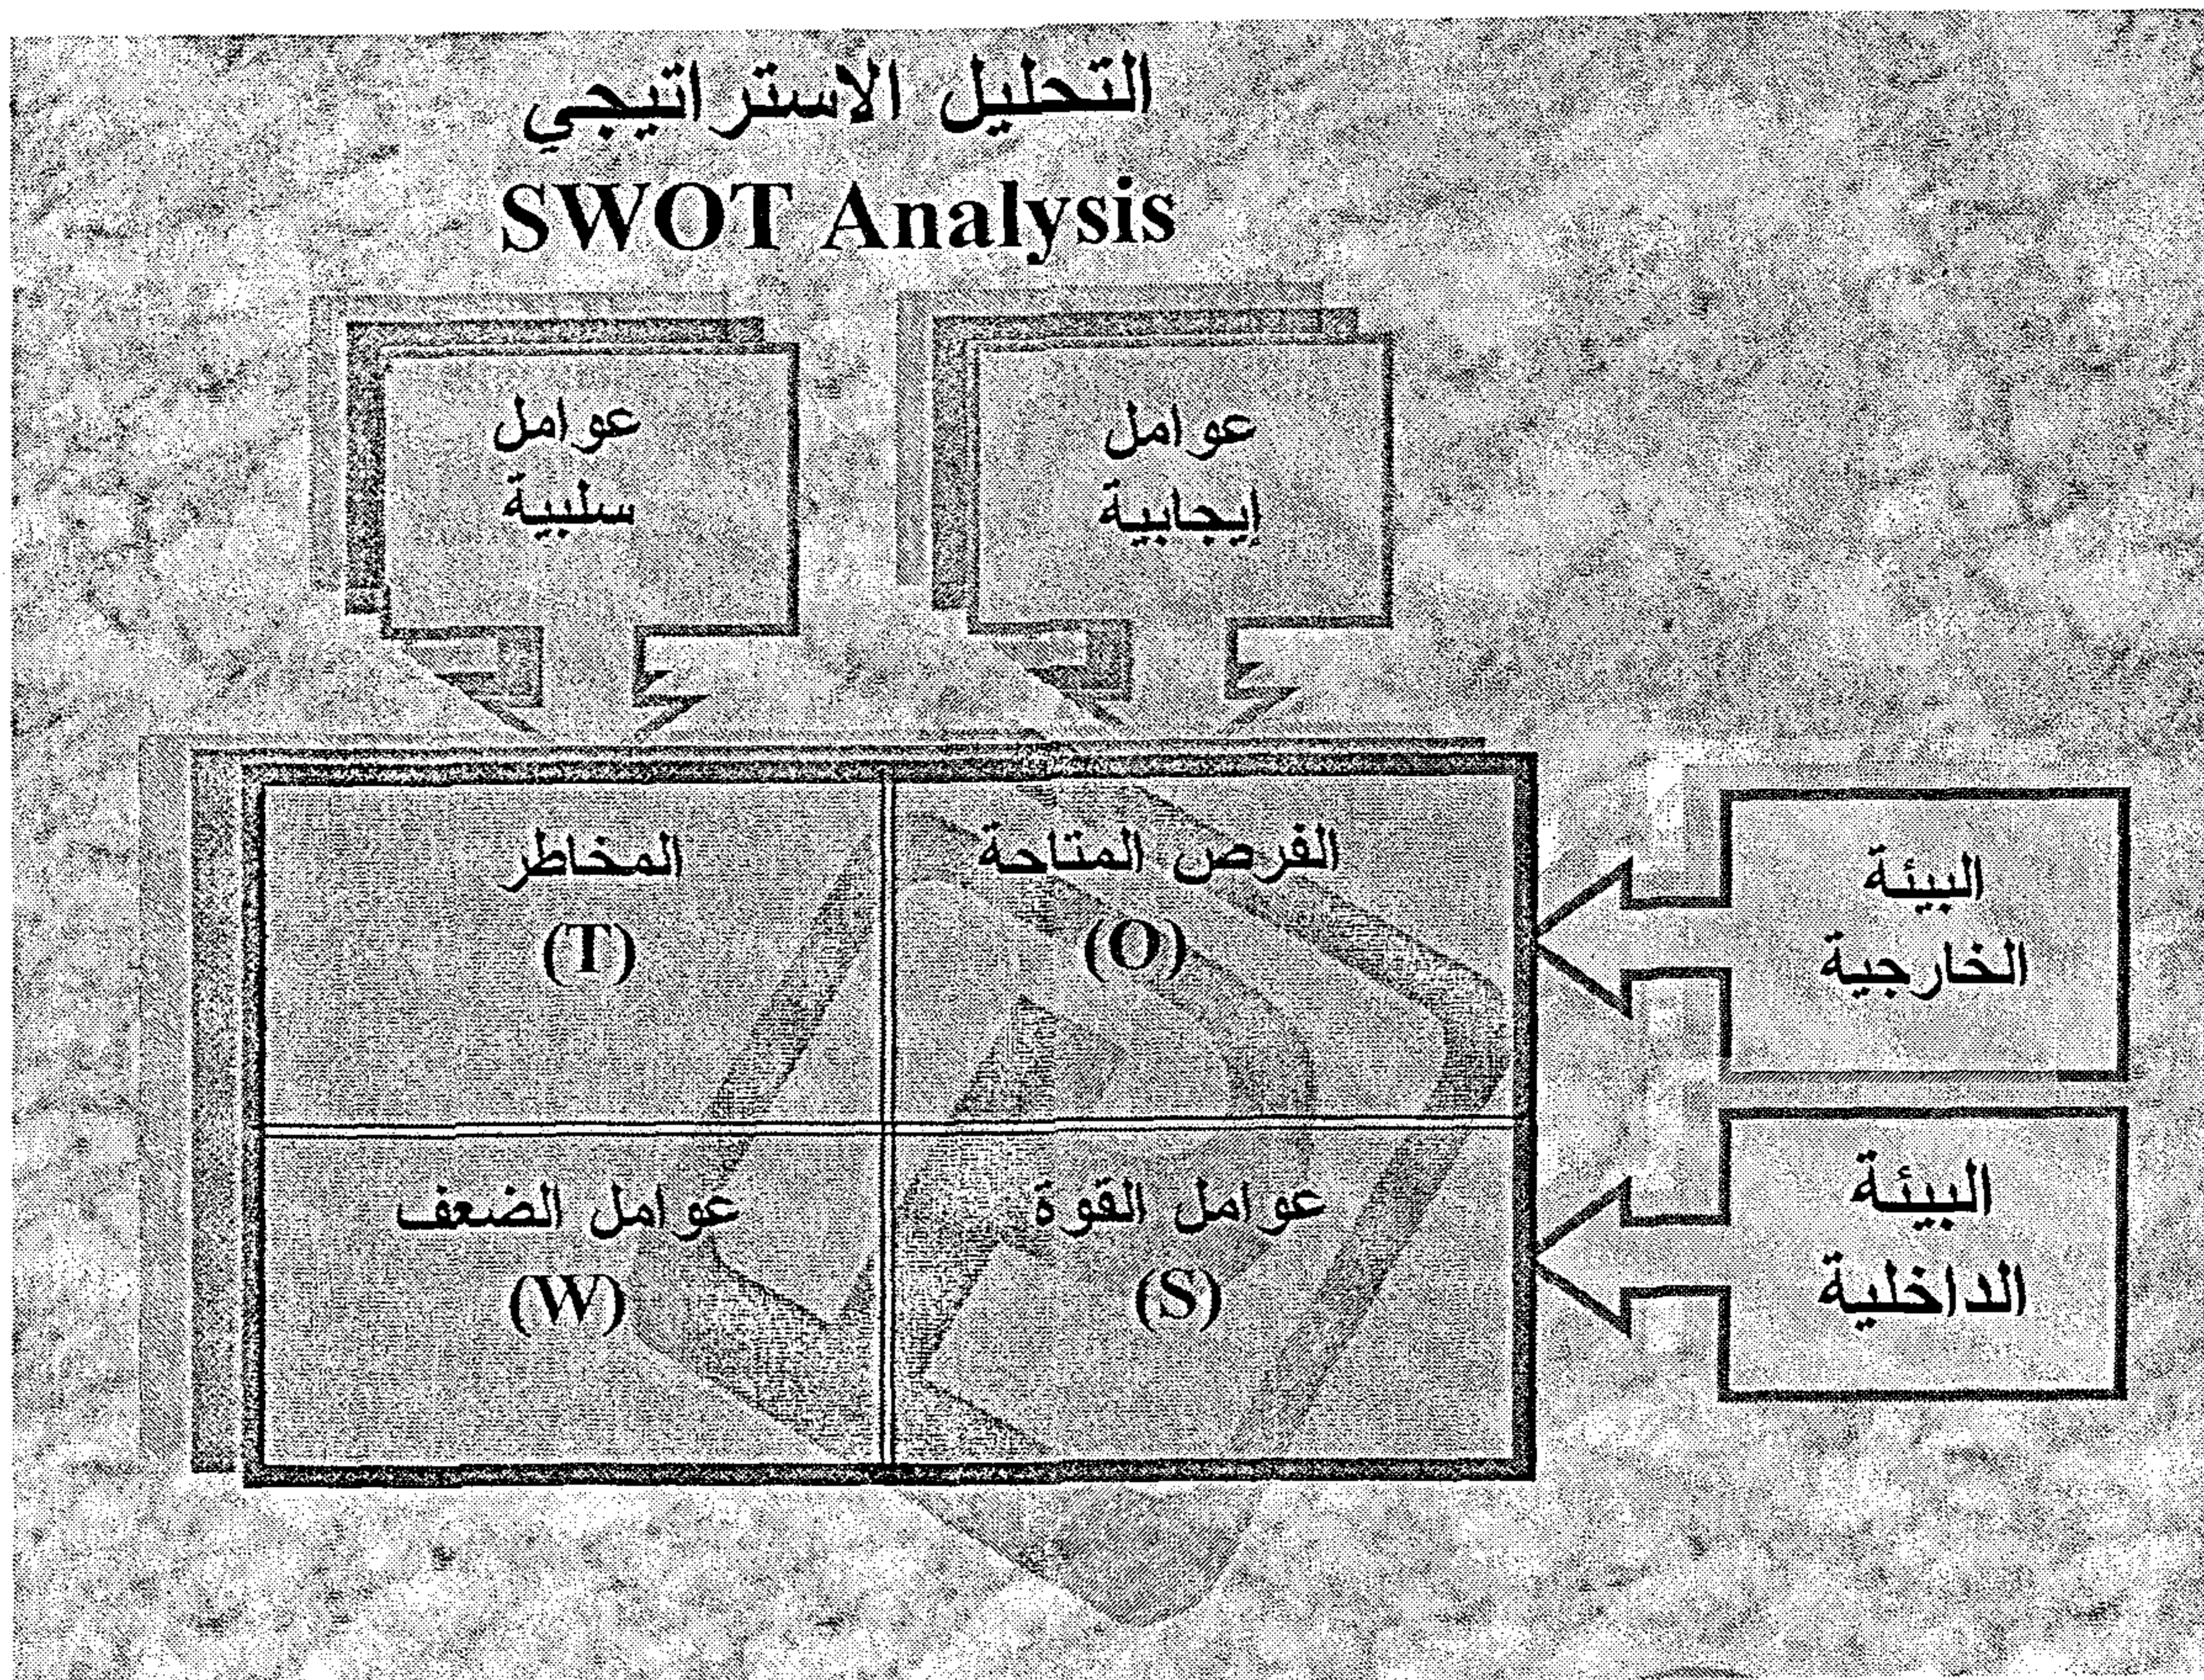 التحليل الاستراتيجي
SWOT Analysis
عوامل
إيجابية
عوامل
سلبية
البيئة
الخارجية
الفرص المتاحة
(O)
المخاطر
(T)
البيئة
الداخلية
عوامل القوة
(S)
عوامل الضعف
(W)